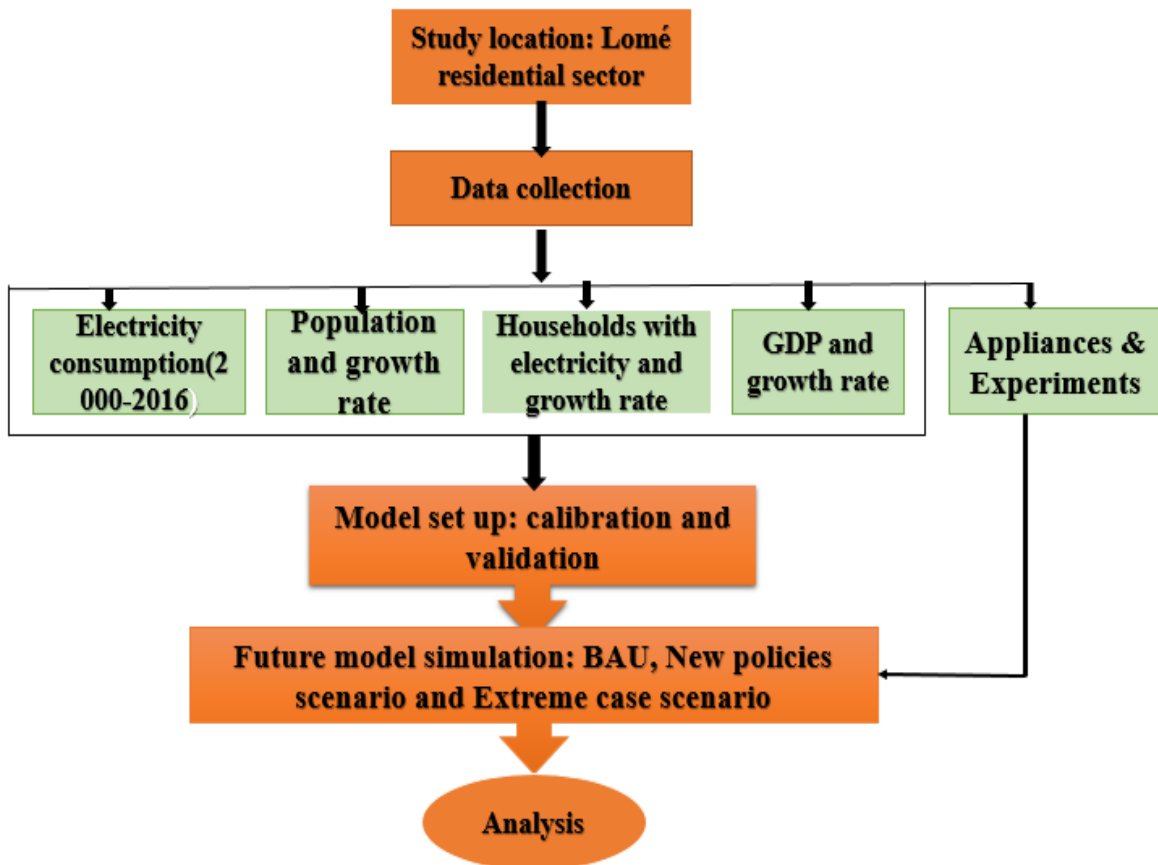 Study location: Lomé
residential sector
Data collection
Electricity
consumption(2
000-2016)
Population
and growth
rate
Households with
electricity and
growth rate
GDP and
growth rate
Appliances &
Experiments
Model set up: calibration and
validation
Future model simulation: BAU, New policies
scenario and Extreme case scenario
Analysis